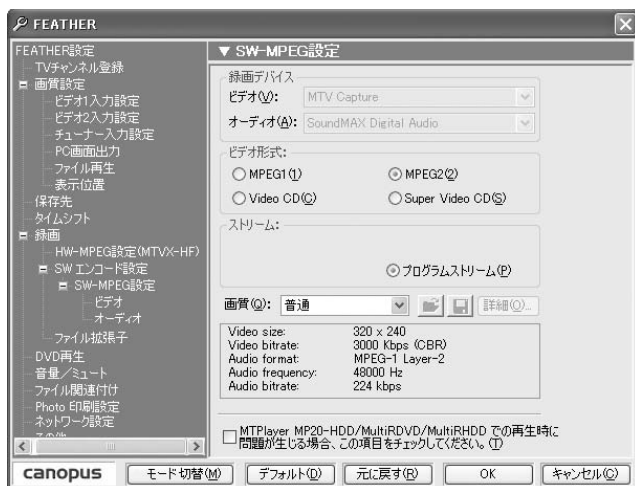 FEATHER
FEATHER設定
TVチャンネル登録
画質設定
ビデオ1入力設定
ビデオ2入力設定
チューナー入力設定
PC画面出力
ファイル再生
表示位置
保存先
タイムシフト
録画
HW-MPEG設定(MTVX-HF)
SWエンコード設定
SW-MPEG設定
ビデオ
オーディオ
ファイル拡張子
DVD再生
音量/ミュート
ファイル関連付け
Photo 印刷設定
ネットワーク設定
その他
▼ SW-MPEG設定
録画デバイス
ビデオ(V): MTV Capture
オーディオ(A): SoundMAX Digital Audio
ビデオ形式:
MPEG1(1) MPEG2(2)
Video CD(C) Super Video CD(S)
ストリーム:
プログラムストリーム(P)
画質(Q): 普通 詳細(O)...
Video size: 320 x 240
Video bitrate: 3000 Kbps (CBR)
Audio format: MPEG-1 Layer-2
Audio frequency: 48000 Hz
Audio bitrate: 224 kbps
MTPlayer MP20-HDD/MultiRDVD/MultiRHDD での再生時に
問題が生じる場合、この項目をチェックしてください。(T)
canopus モード切替(M) デフォルト(D) 元に戻す(R) OK キャンセル(C)